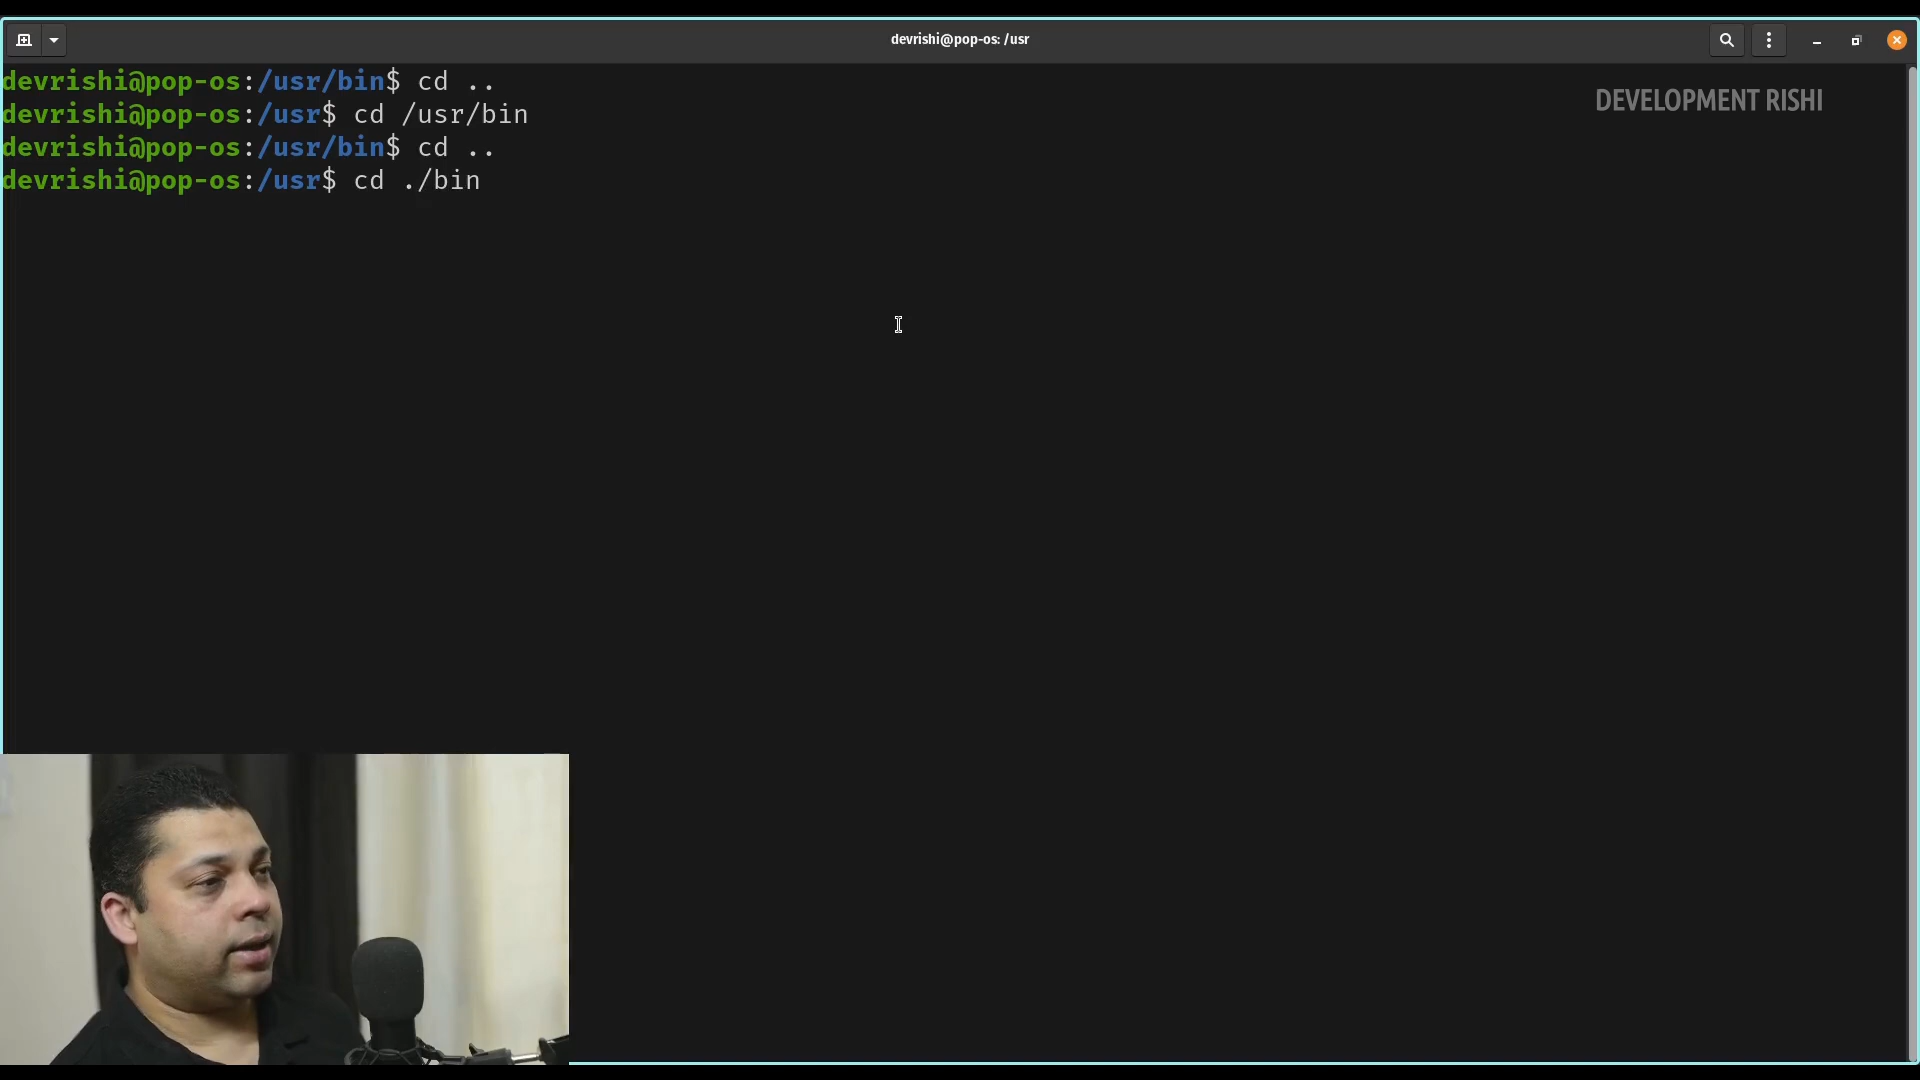 devrishi@pop-os: /usr
devrishi@pop-os:/usr/bin$ cd ..
DEVELOPMENT RISHI
devrishi@pop-os:/usr$ cd /usr/bin
devrishi@pop-os:/usr/bin$ cd ..
devrishi@pop-os:/usr$ cd ./bin